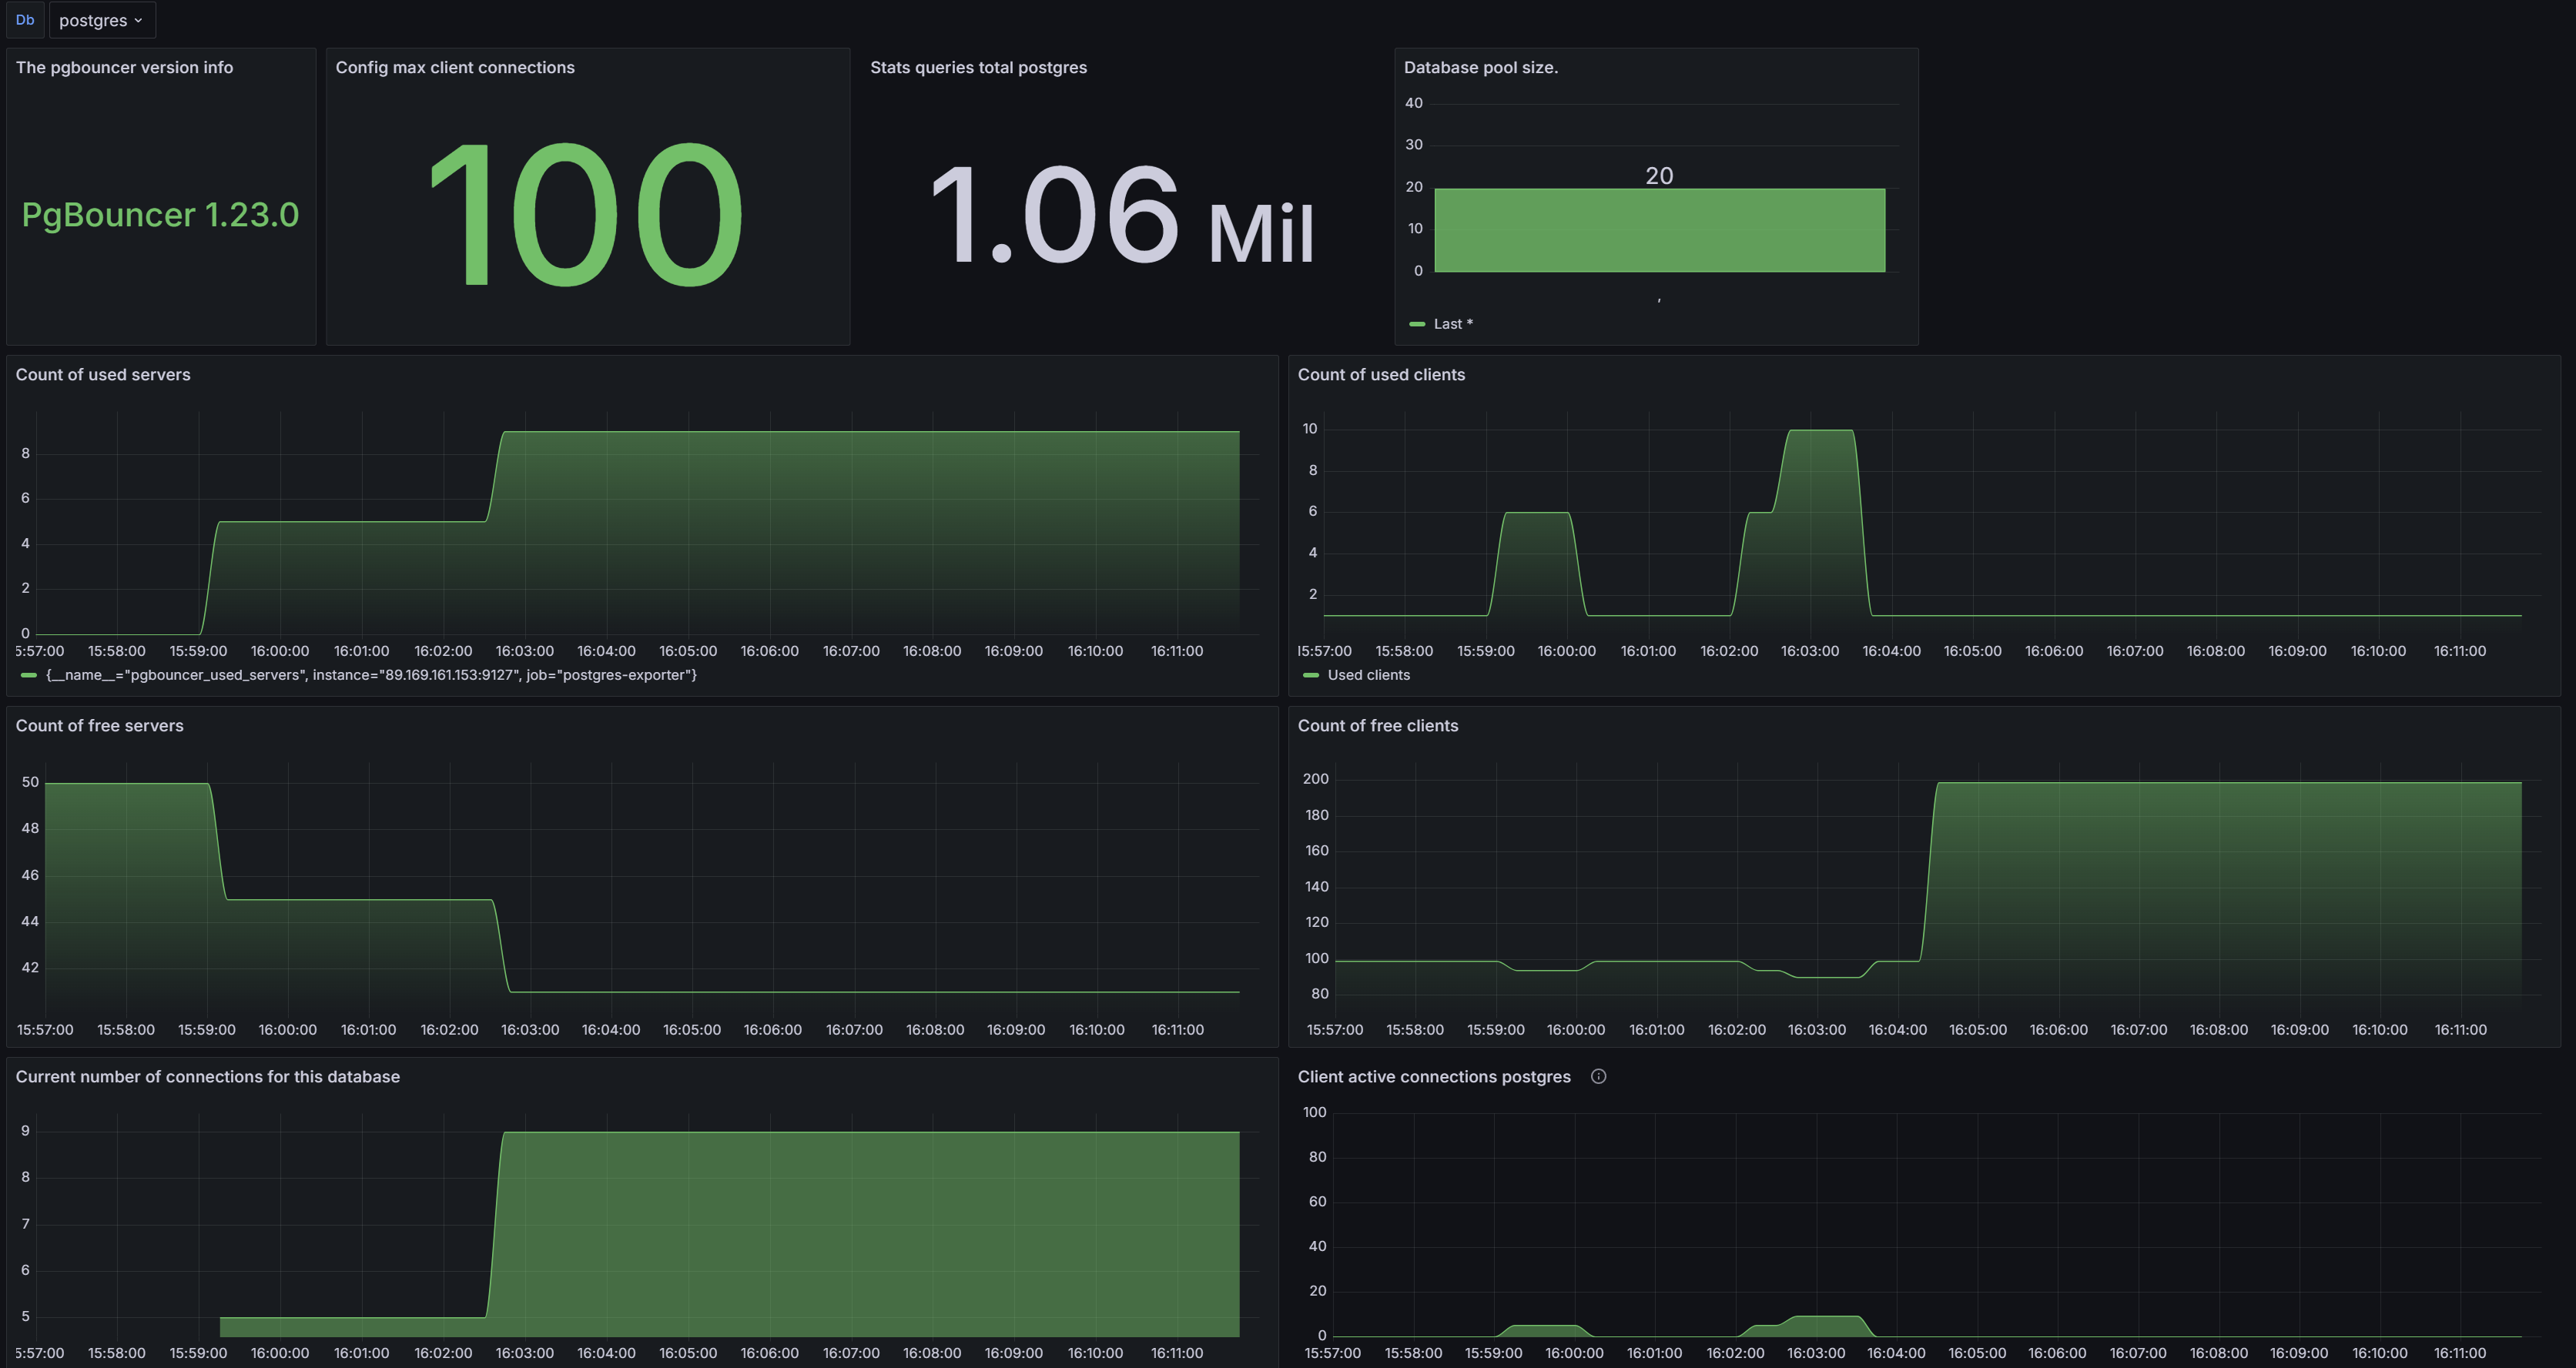 Db postgres
The pgbouncer version info
PgBouncer 1.23.0
Config max client connections
100
Stats queries total postgres
1.06 Mil
Database pool size.
40
30
20
10
0
20
,
Last *
Count of used servers
8
6
4
2
0
5:57:00 15:58:00 15:59:00 16:00:00 16:01:00 16:02:00 16:03:00 16:04:00 16:05:00 16:06:00 16:07:00 16:08:00 16:09:00 16:10:00 16:11:00
{__name__="pgbouncer_used_servers", instance="89.169.161.153:9127", job="postgres-exporter"}
Count of used clients
10
8
6
4
2
15:57:00 15:58:00 15:59:00 16:00:00 16:01:00 16:02:00 16:03:00 16:04:00 16:05:00 16:06:00 16:07:00 16:08:00 16:09:00 16:10:00 16:11:00
Used clients
Count of free servers
50
48
46
44
42
15:57:00 15:58:00 15:59:00 16:00:00 16:01:00 16:02:00 16:03:00 16:04:00 16:05:00 16:06:00 16:07:00 16:08:00 16:09:00 16:10:00 16:11:00
Count of free clients
200
180
160
140
120
100
80
15:57:00 15:58:00 15:59:00 16:00:00 16:01:00 16:02:00 16:03:00 16:04:00 16:05:00 16:06:00 16:07:00 16:08:00 16:09:00 16:10:00 16:11:00
Current number of connections for this database
9
8
7
6
5
5:57:00 15:58:00 15:59:00 16:00:00 16:01:00 16:02:00 16:03:00 16:04:00 16:05:00 16:06:00 16:07:00 16:08:00 16:09:00 16:10:00 16:11:00
Client active connections postgres
100
80
60
40
20
0
15:57:00 15:58:00 15:59:00 16:00:00 16:01:00 16:02:00 16:03:00 16:04:00 16:05:00 16:06:00 16:07:00 16:08:00 16:09:00 16:10:00 16:11:00